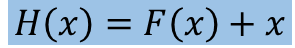 H(x) = F(x) + x